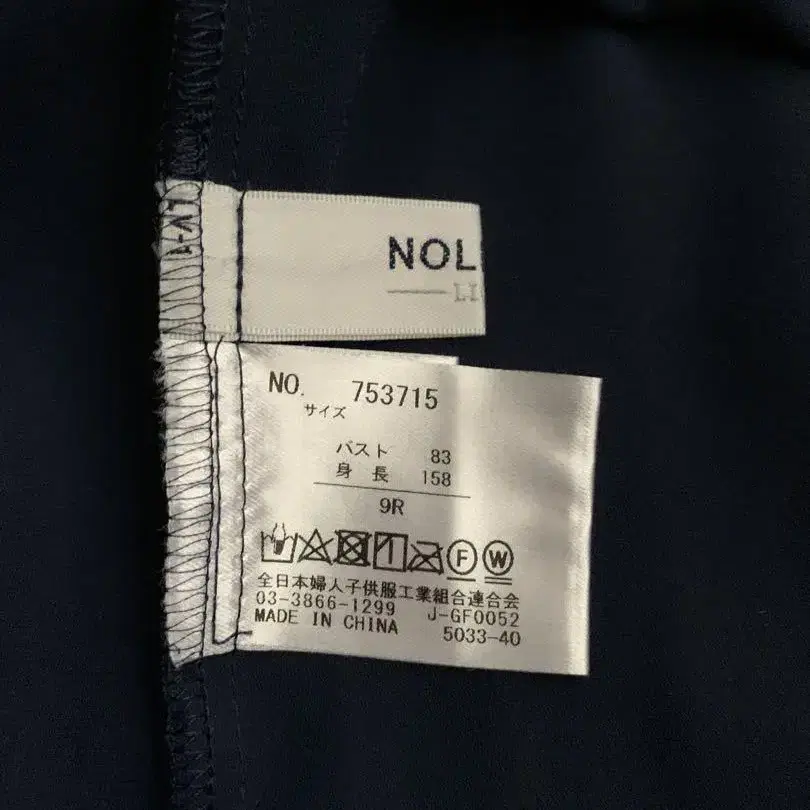 NOL
NO. 753715
サイズ
バスト 83
身長 158
9R
F W
全日本婦人子供服工業組合連合会
03-3866-1299 J-GF0052
MADE IN CHINA 5033-40